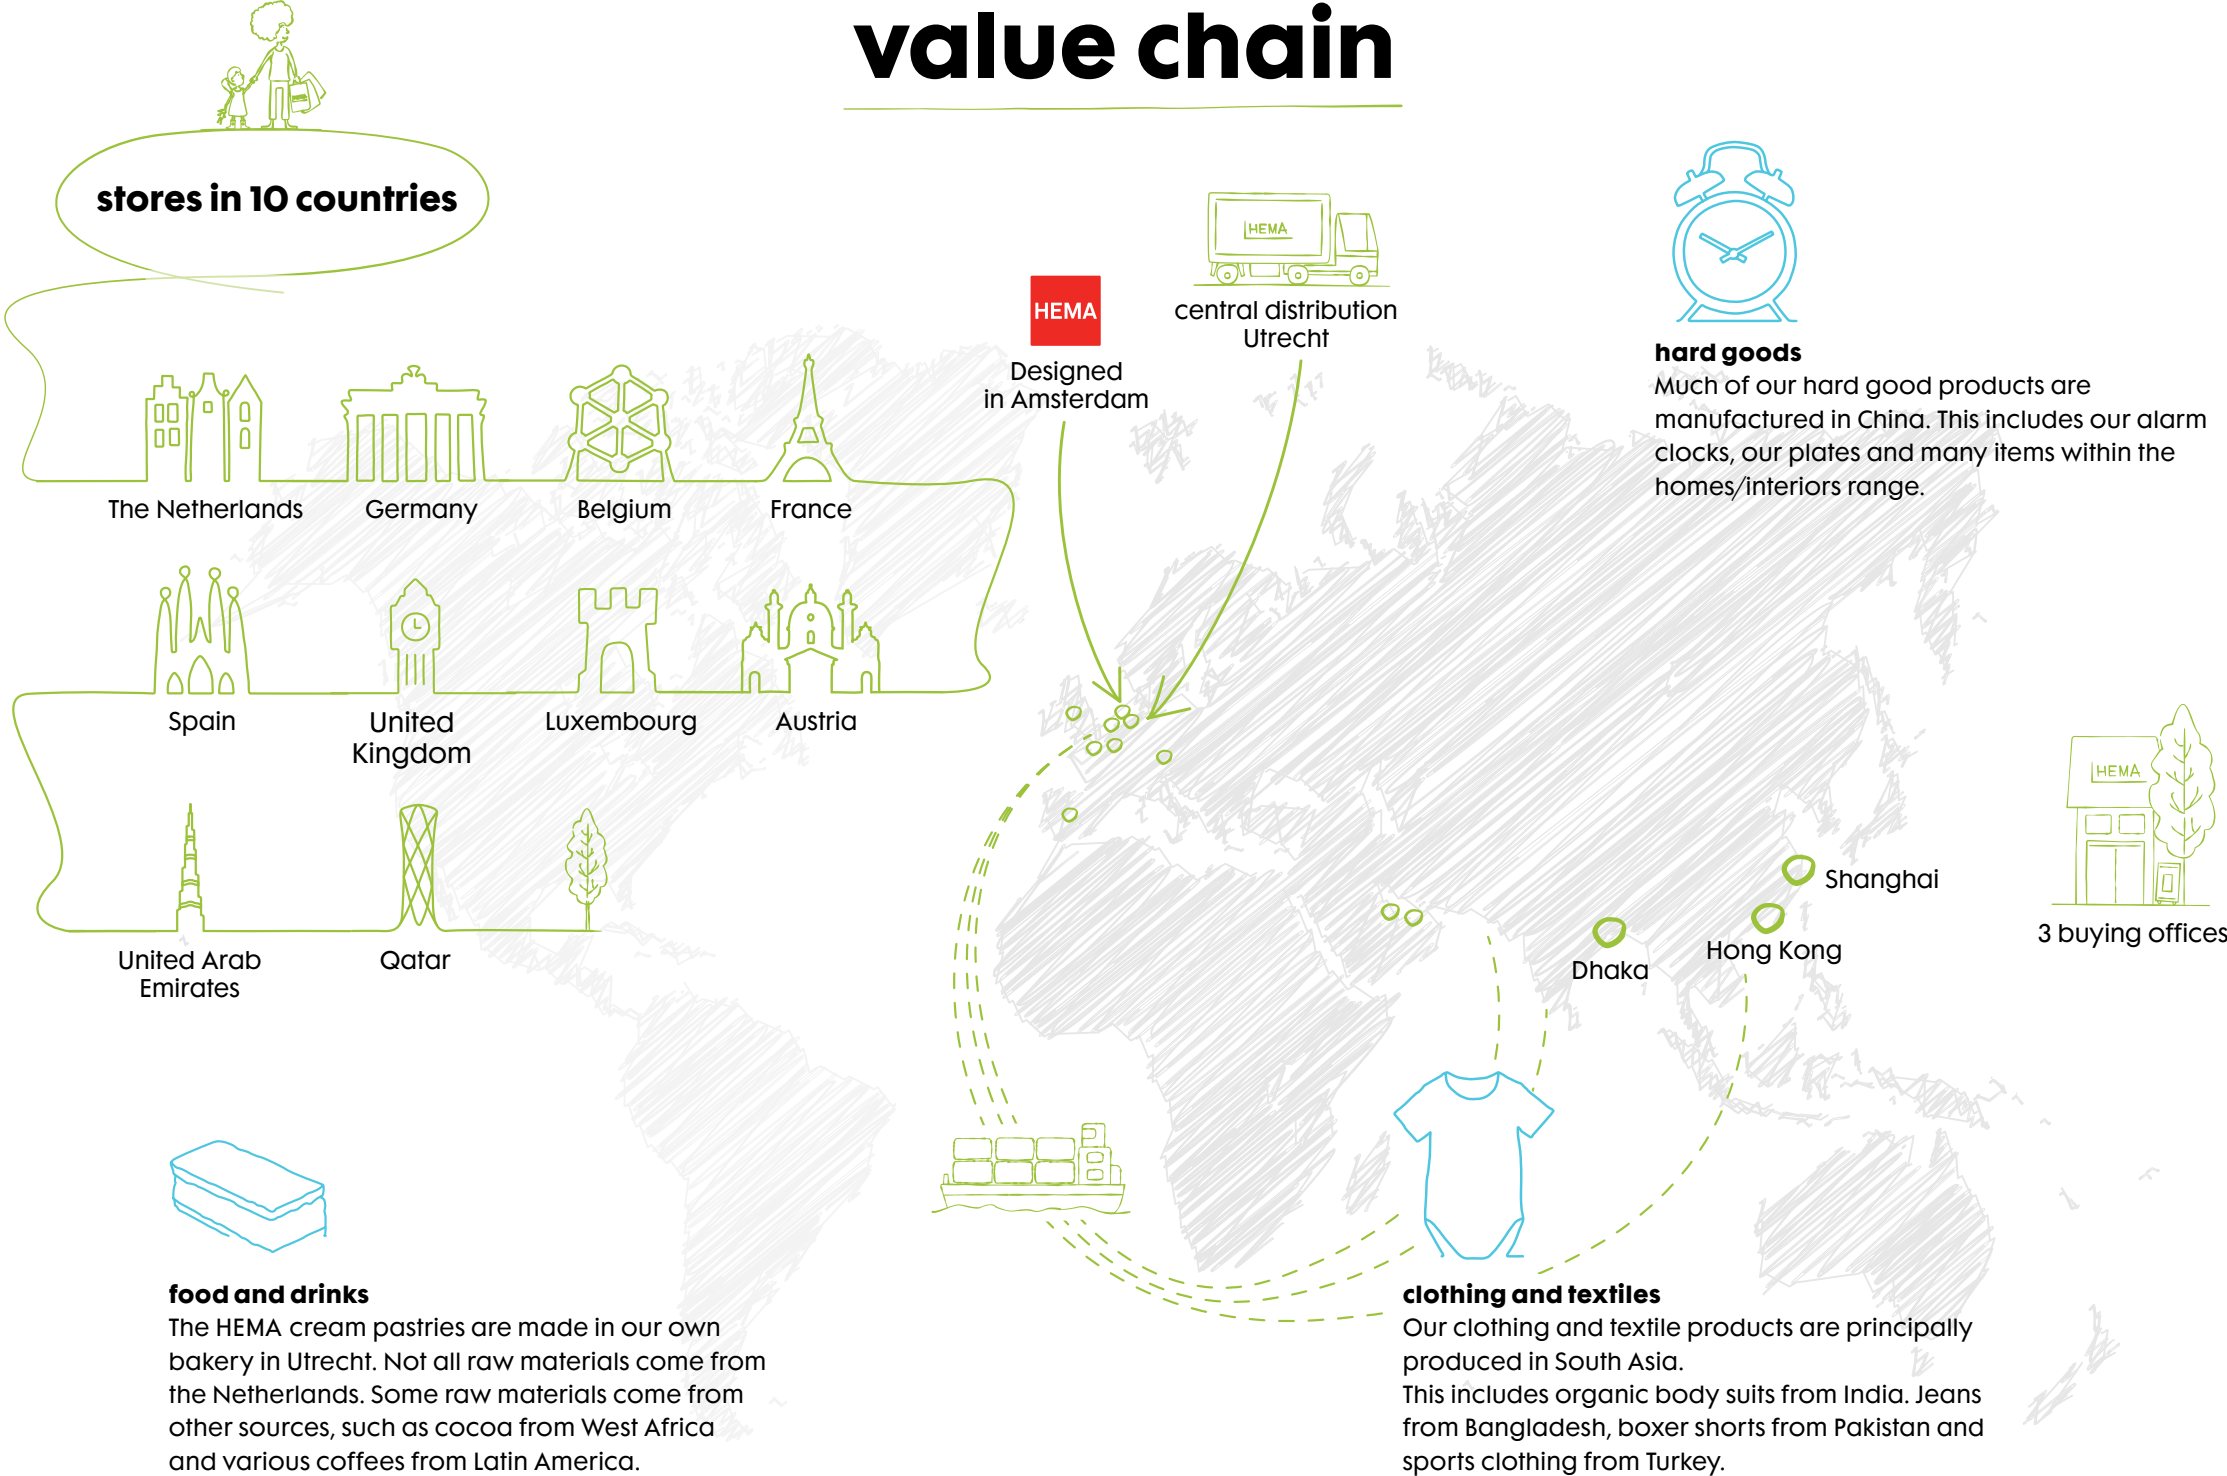 value chain
stores in 10 countries
The Netherlands
Germany
Belgium
France
Spain
United
Kingdom
Luxembourg
Austria
United Arab
Emirates
Qatar
HEMA
Designed
in Amsterdam
HEMA
central distribution
Utrecht
hard goods
Much of our hard good products are
manufactured in China. This includes our alarm
clocks, our plates and many items within the
homes/interiors range.
HEMA
3 buying offices
Shanghai
Hong Kong
Dhaka
food and drinks
The HEMA cream pastries are made in our own
bakery in Utrecht. Not all raw materials come from
the Netherlands. Some raw materials come from
other sources, such as cocoa from West Africa
and various coffees from Latin America.
clothing and textiles
Our clothing and textile products are principally
produced in South Asia.
This includes organic body suits from India. Jeans
from Bangladesh, boxer shorts from Pakistan and
sports clothing from Turkey.